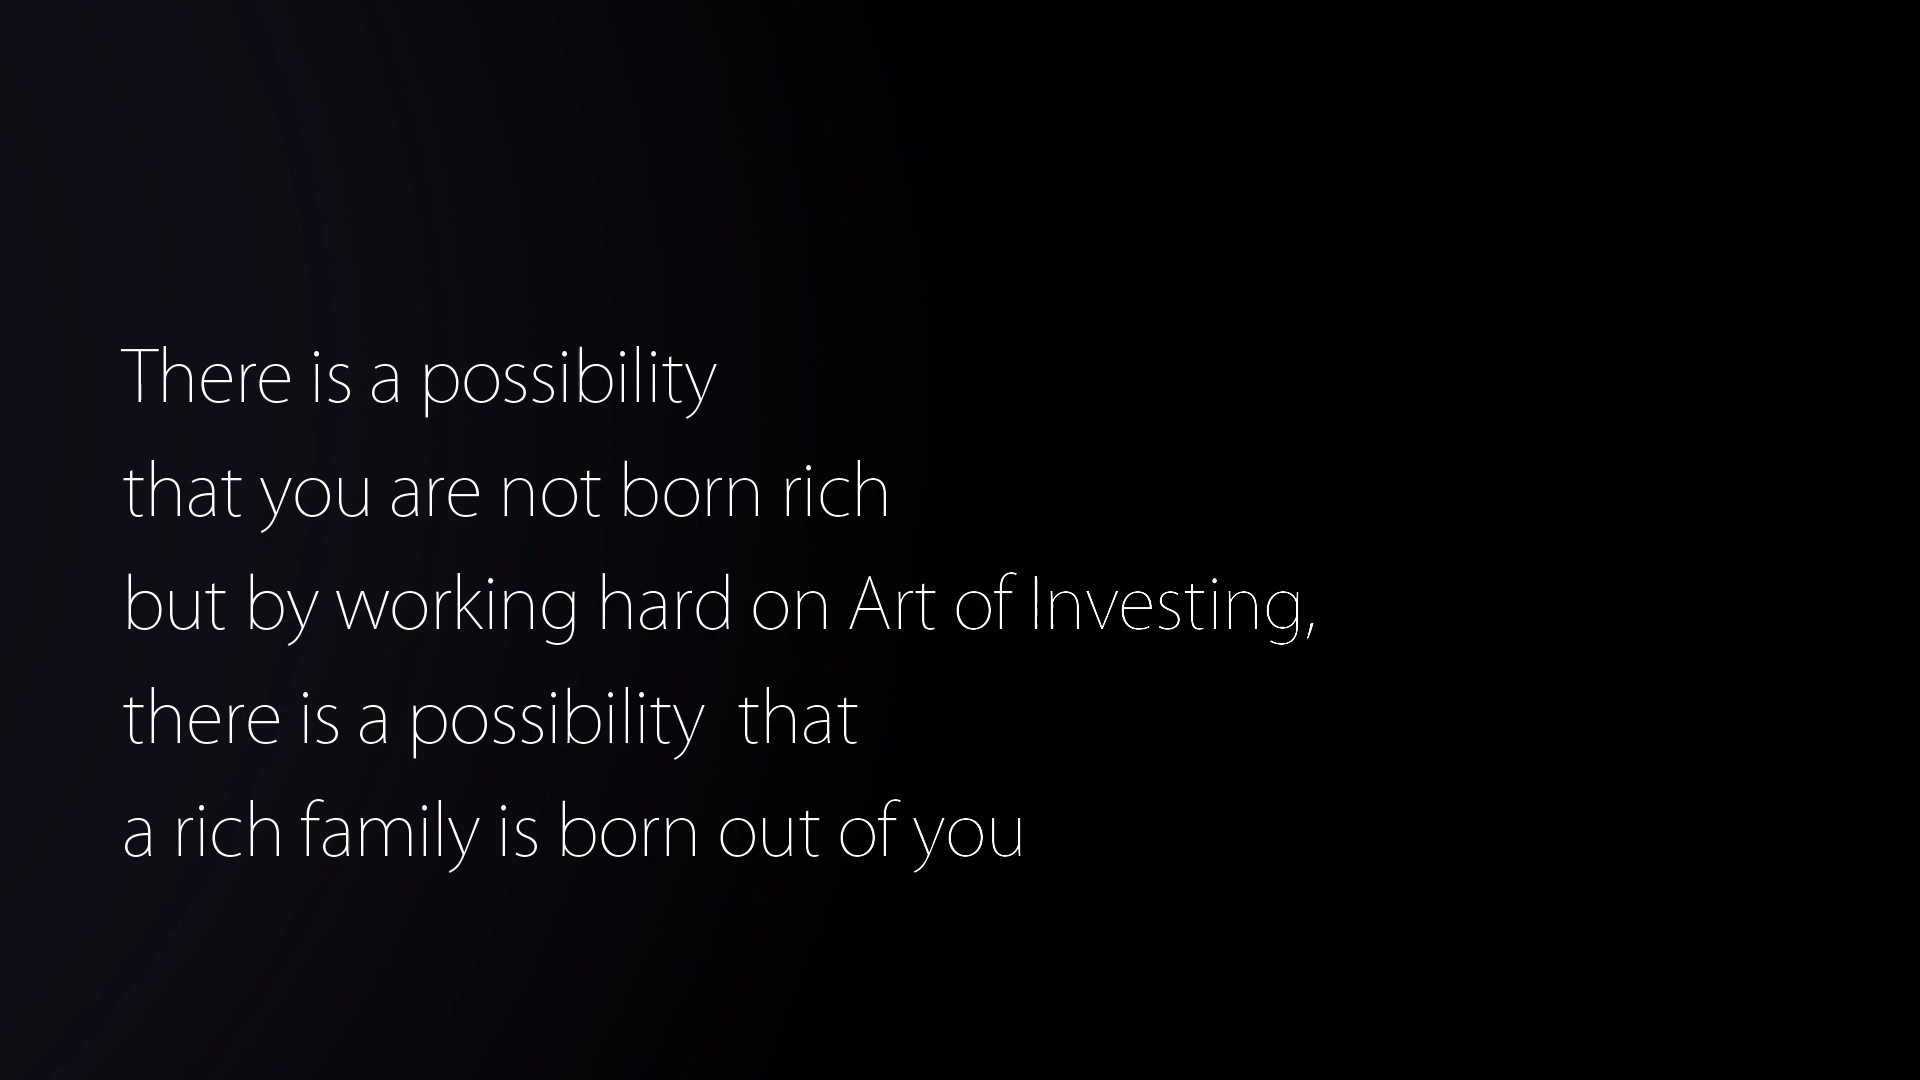 There is a possibility
that you are not born rich
but by working hard on Art of Investing,
there is a possibility  that
a rich family is born out of you